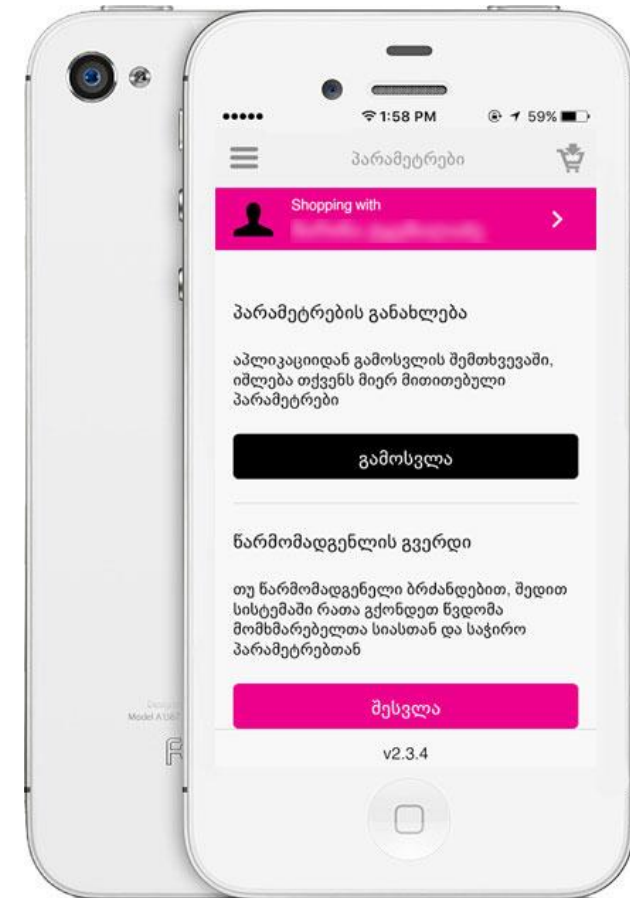 1:58 PM
59%
პარამეტრები
Shopping with
პარამეტრების განახლება
აპლიკაციიდან გამოსვლის შემთხვევაში,
იშლება თქვენს მიერ მითითებული
პარამეტრები
გამოსვლა
წარმომადგენლის გვერდი
თუ წარმომადგენელი ბრძანდებით, შედით
სისტემაში რათა გქონდეთ წვდომა
მომხმარებელთა სიასთან და საჭირო
პარამეტრებთან
შესვლა
v2.3.4
Model